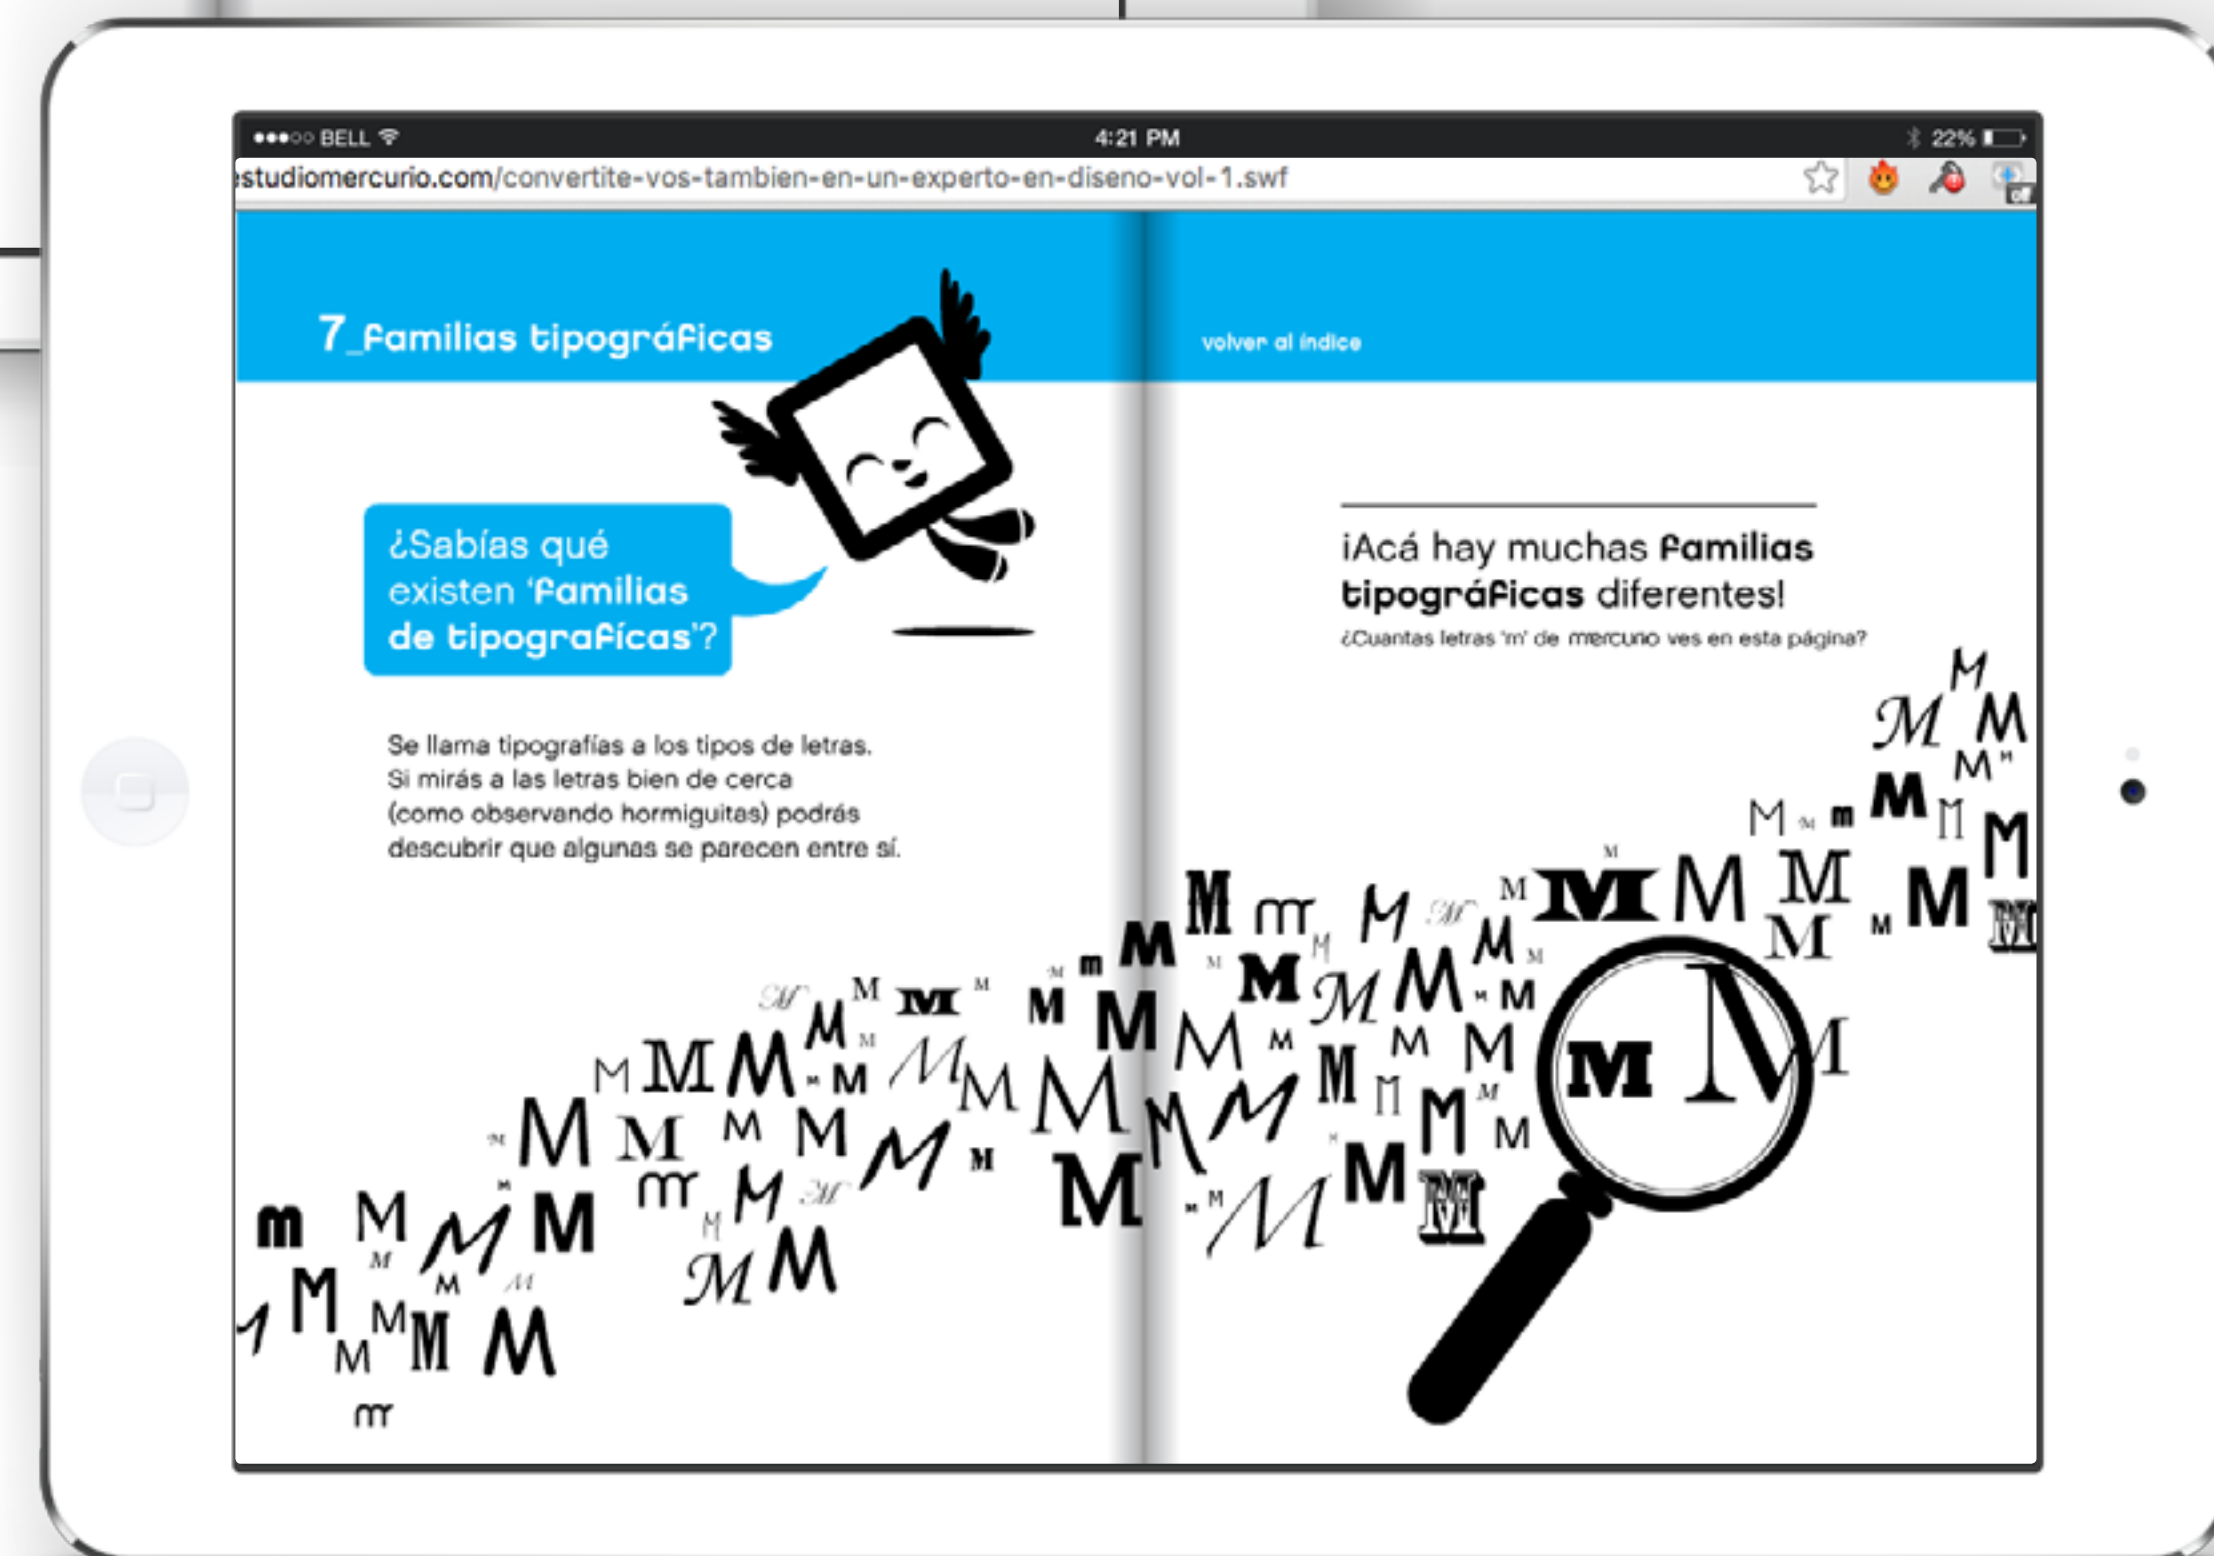 BELL
4:21 PM
22%
estudiomercurio.com/convertite-vos-tambien-en-un-experto-en-diseno-vol-1.swf
off
7_familias tipográficas
volver al índice
¿Sabías qué
existen ‘familias
de tipografícas’?
Se llama tipografías a los tipos de letras.
Si mirás a las letras bien de cerca
(como observando hormiguitas) podrás
descubrir que algunas se parecen entre sí.
¡Acá hay muchas familias
tipográficas diferentes!
¿Cuantas letras ‘m’ de mercurio ves en esta página?